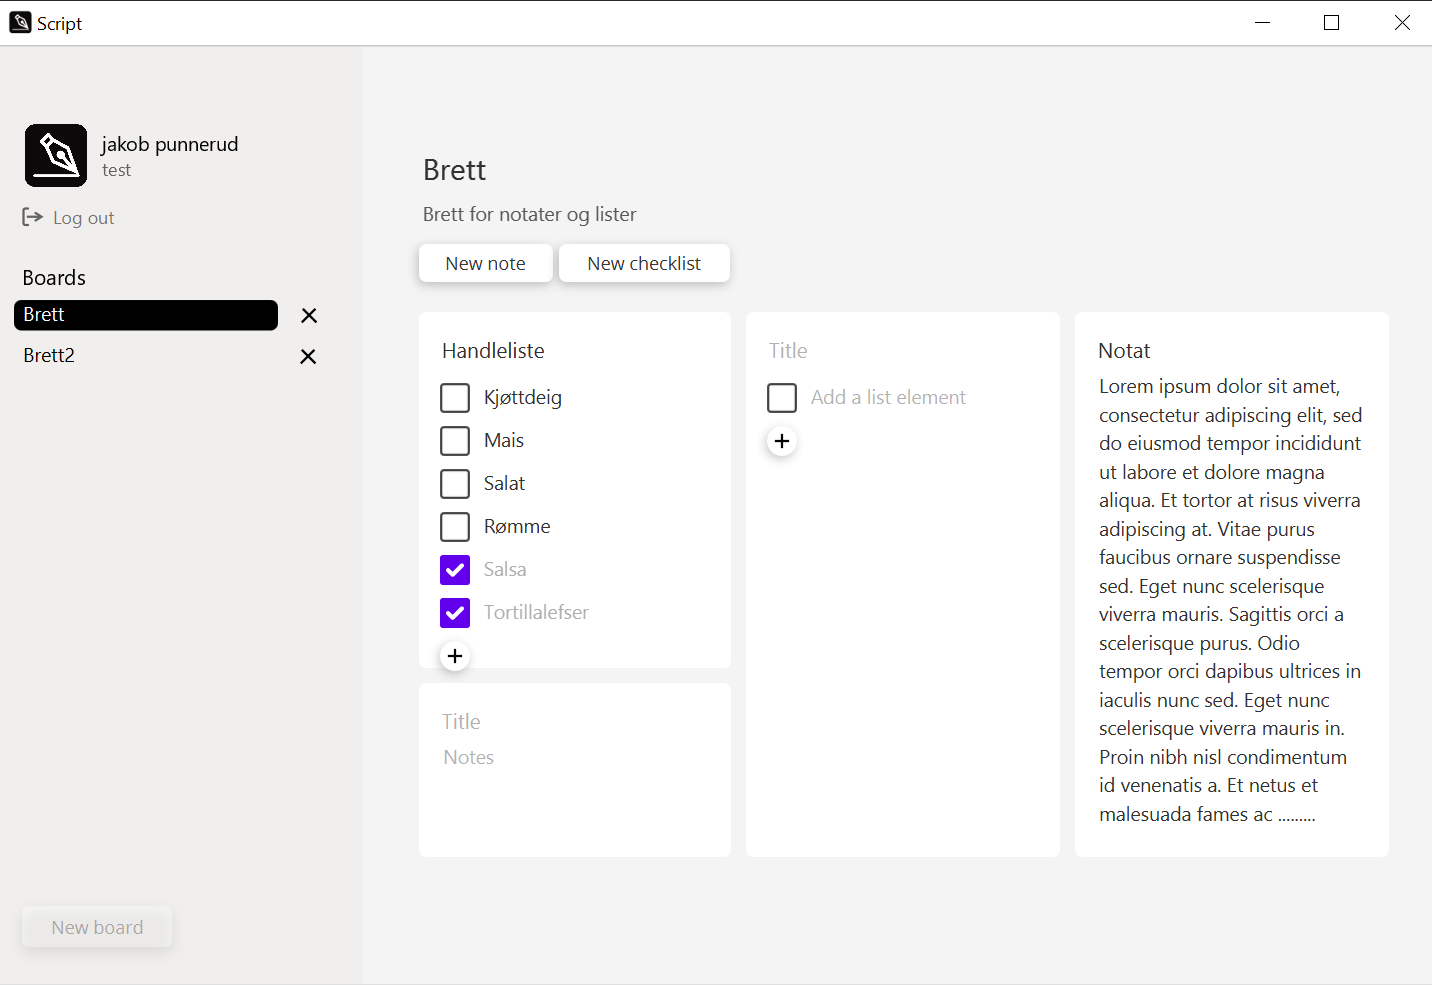 Script
jakob punnerud
test
Log out
Boards
Brett
Brett2
New board
Brett
Brett for notater og lister
New note
New checklist
Handleliste
Kjøttdeig
Mais
Salat
Rømme
Salsa
Tortillalefser
Title
Notes
Title
Add a list element
Notat
Lorem ipsum dolor sit amet,
consectetur adipiscing elit, sed
do eiusmod tempor incididunt
ut labore et dolore magna
aliqua. Et tortor at risus viverra
adipiscing at. Vitae purus
faucibus ornare suspendisse
sed. Eget nunc scelerisque
viverra mauris. Sagittis orci a
scelerisque purus. Odio
tempor orci dapibus ultrices in
iaculis nunc sed. Eget nunc
scelerisque viverra mauris in.
Proin nibh nisl condimentum
id venenatis a. Et netus et
malesuada fames ac .........